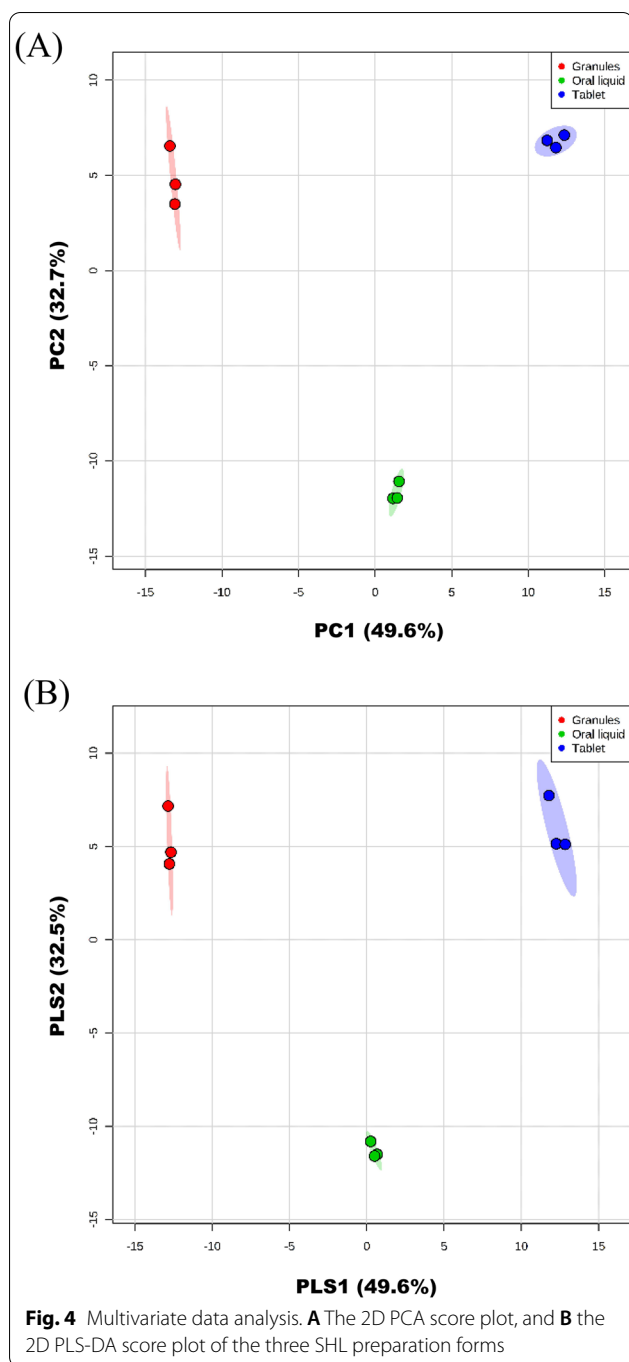 (A)
Granules
Oral liquid
Tablet
10
5
0
-5
-10
-15
PC2 (32.7%)
-15
-10
-5
0
5
10
15
PC1 (49.6%)
(B)
Granules
Oral liquid
Tablet
10
5
0
-5
-10
-15
PLS2 (32.5%)
-15
-10
-5
0
5
10
15
PLS1 (49.6%)
Fig. 4 Multivariate data analysis. A The 2D PCA score plot, and B the
2D PLS-DA score plot of the three SHL preparation forms